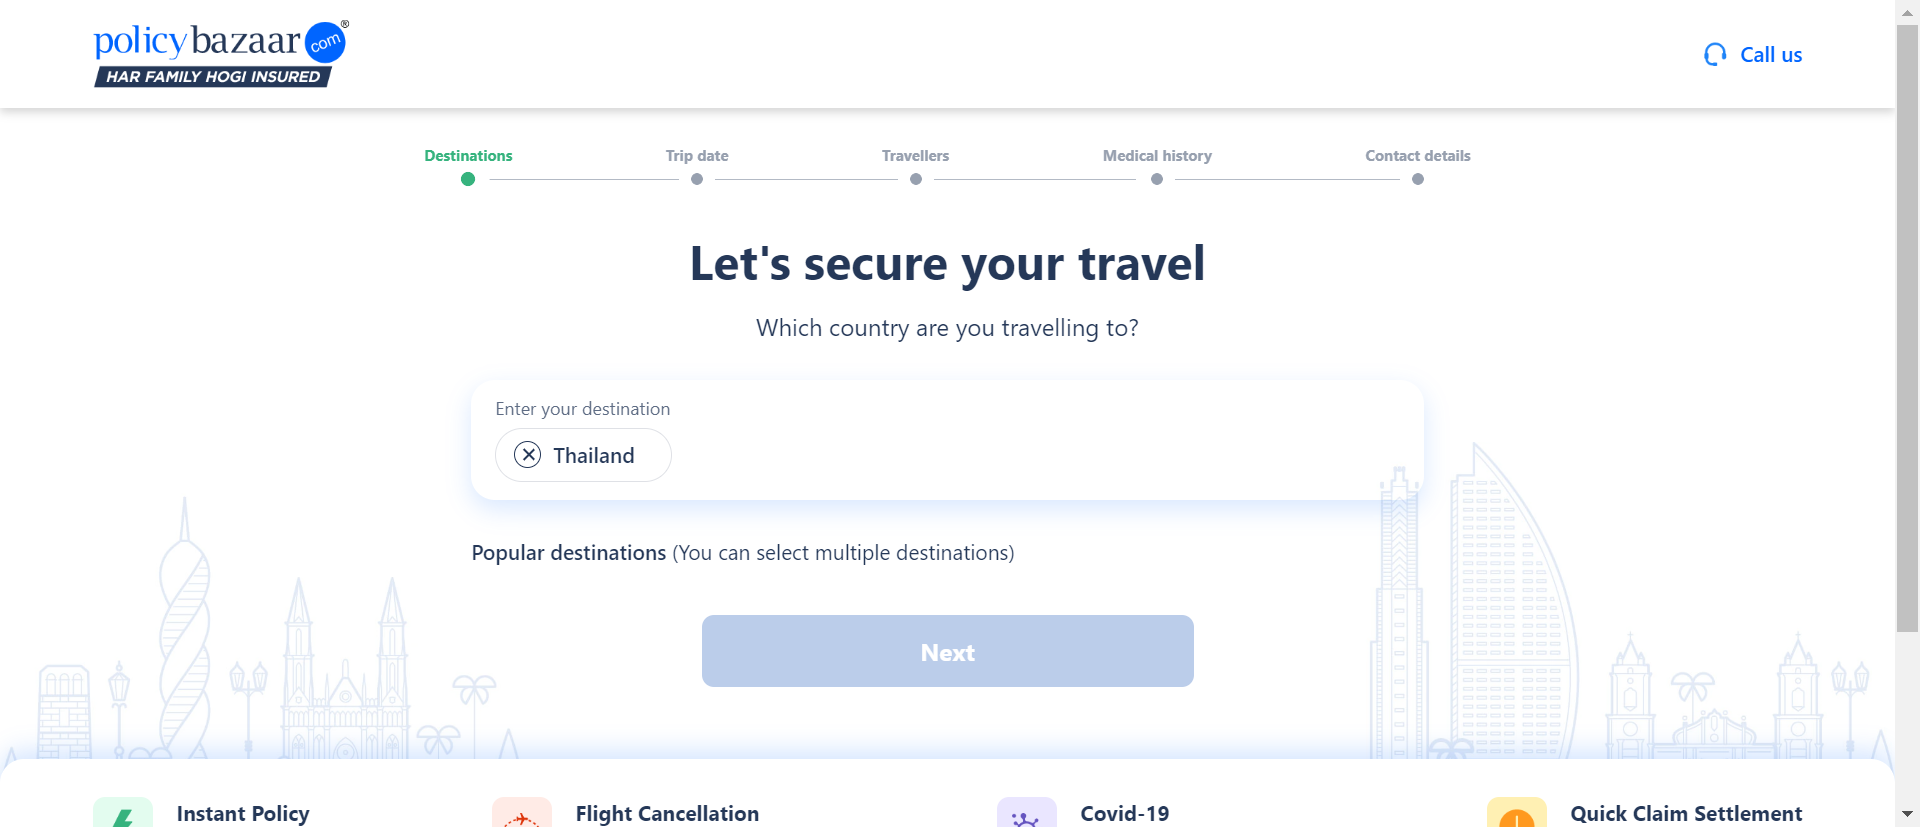 policybazaar com®
HAR FAMILY HOGI INSURED
Call us
Destinations
Trip date
Travellers
Medical history
Contact details
Let's secure your travel
Which country are you travelling to?
Enter your destination
Thailand
Popular destinations (You can select multiple destinations)
Next
Instant Policy
Flight Cancellation
Covid-19
Quick Claim Settlement